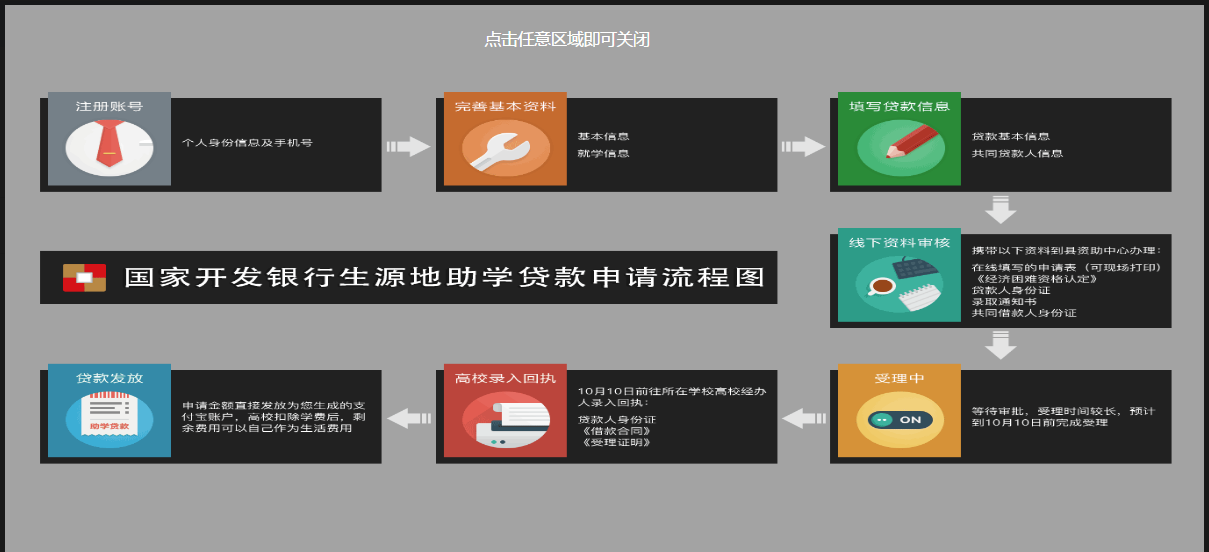 点击任意区域即可关闭
注册账号
个人身份信息及手机号
完善基本资料
基本信息
就学信息
填写贷款信息
贷款基本信息
共同贷款人信息
国家开发银行生源地助学贷款申请流程图
线下资料审核
携带以下资料到县资助中心办理：
在线填写的申请表（可现场打印）
《经济困难资格认定》
贷款人身份证
录取通知书
共同借款人身份证
受理中
ON
等待审批，受理时间较长，预计
到10月10日前完成受理
高校录入回执
10月10日前往所在学校高校经办
人录入回执：
贷款人身份证
《借款合同》
《受理证明》
贷款发放
助学贷款
申请金额直接发放为您生成的支
付宝账户，高校扣除学费后，剩
余费用可以自己作为生活费用